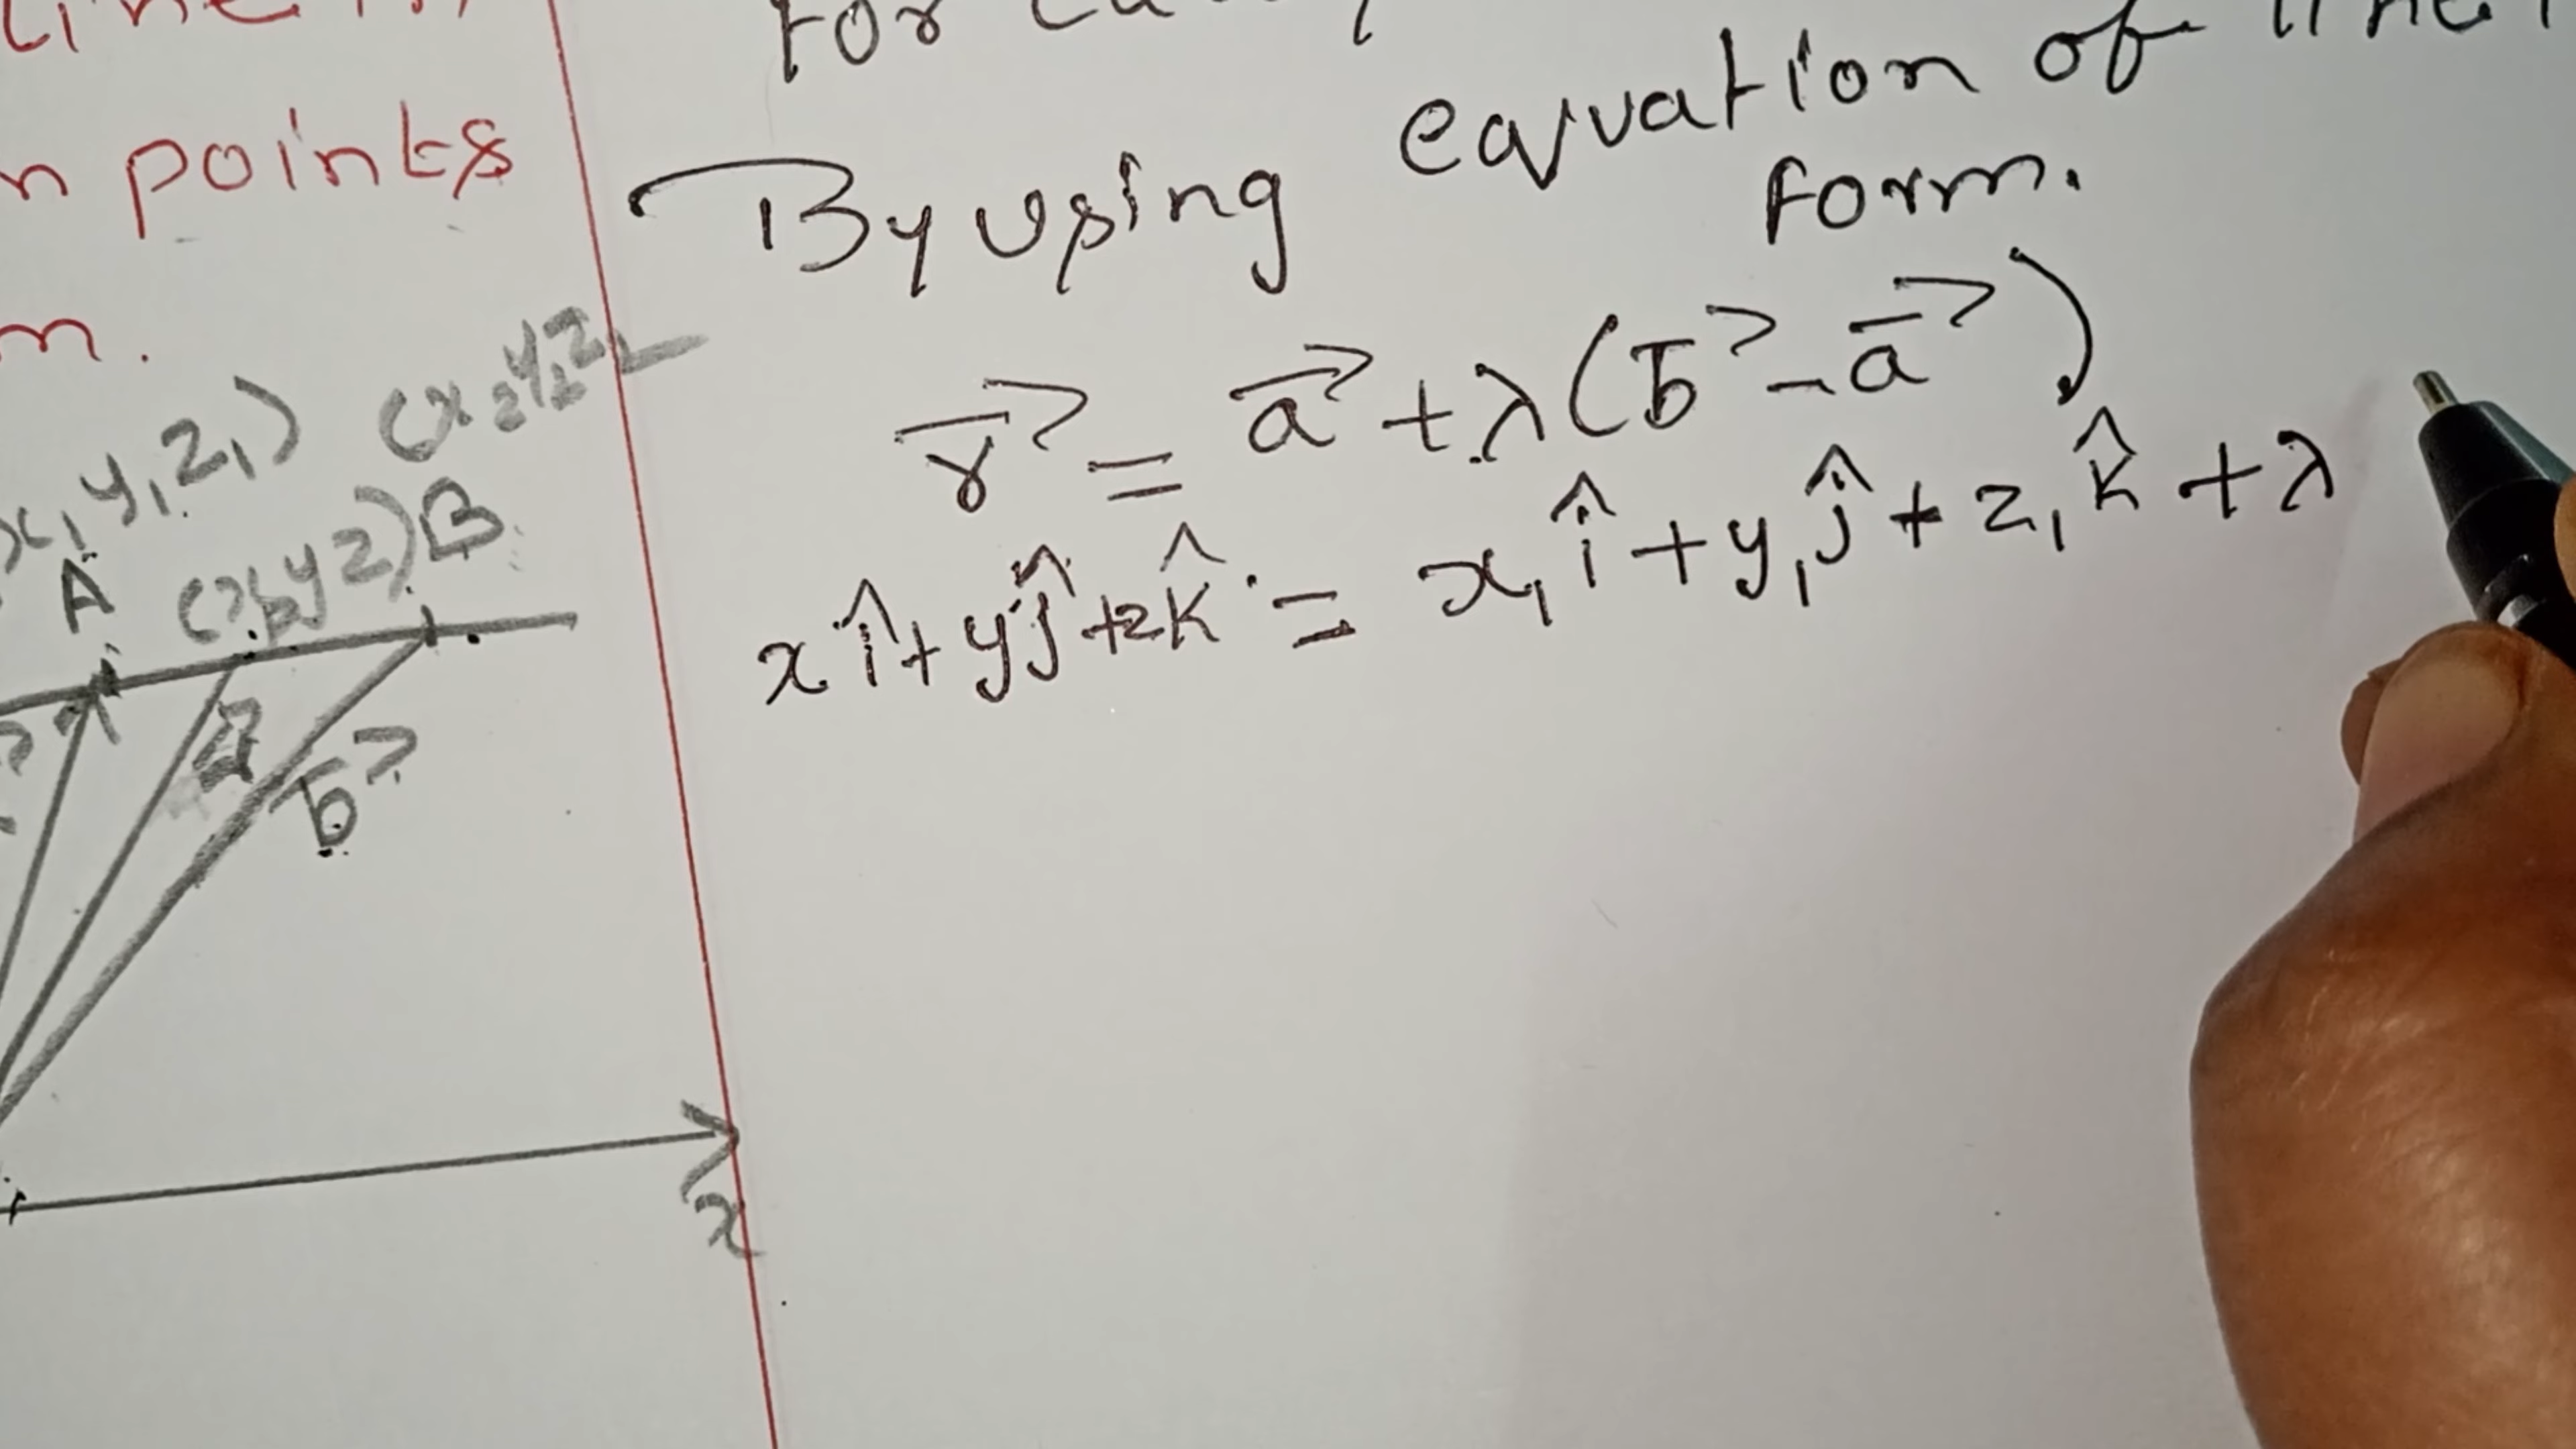 points
(x₂ y₂ z₂
x₁ y₁ z₁)
A
(x, y z) B
b⃗
x
For
equation of line
By using
form.
r⃗ = a⃗ + λ(b⃗ - a⃗)
xî + yĵ + zk̂ = x₁î + y₁ĵ + z₁k̂ + λ